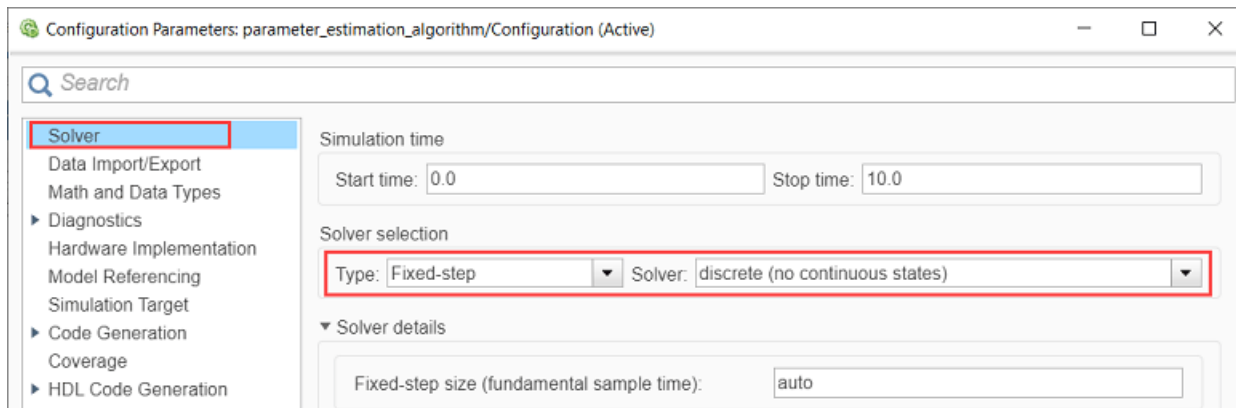 Configuration Parameters: parameter_estimation_algorithm/Configuration (Active)
Search
Solver
Data Import/Export
Math and Data Types
Diagnostics
Hardware Implementation
Model Referencing
Simulation Target
Code Generation
Coverage
HDL Code Generation
Simulation time
Start time: 0.0 Stop time: 10.0
Solver selection
Type: Fixed-step Solver: discrete (no continuous states)
Solver details
Fixed-step size (fundamental sample time): auto